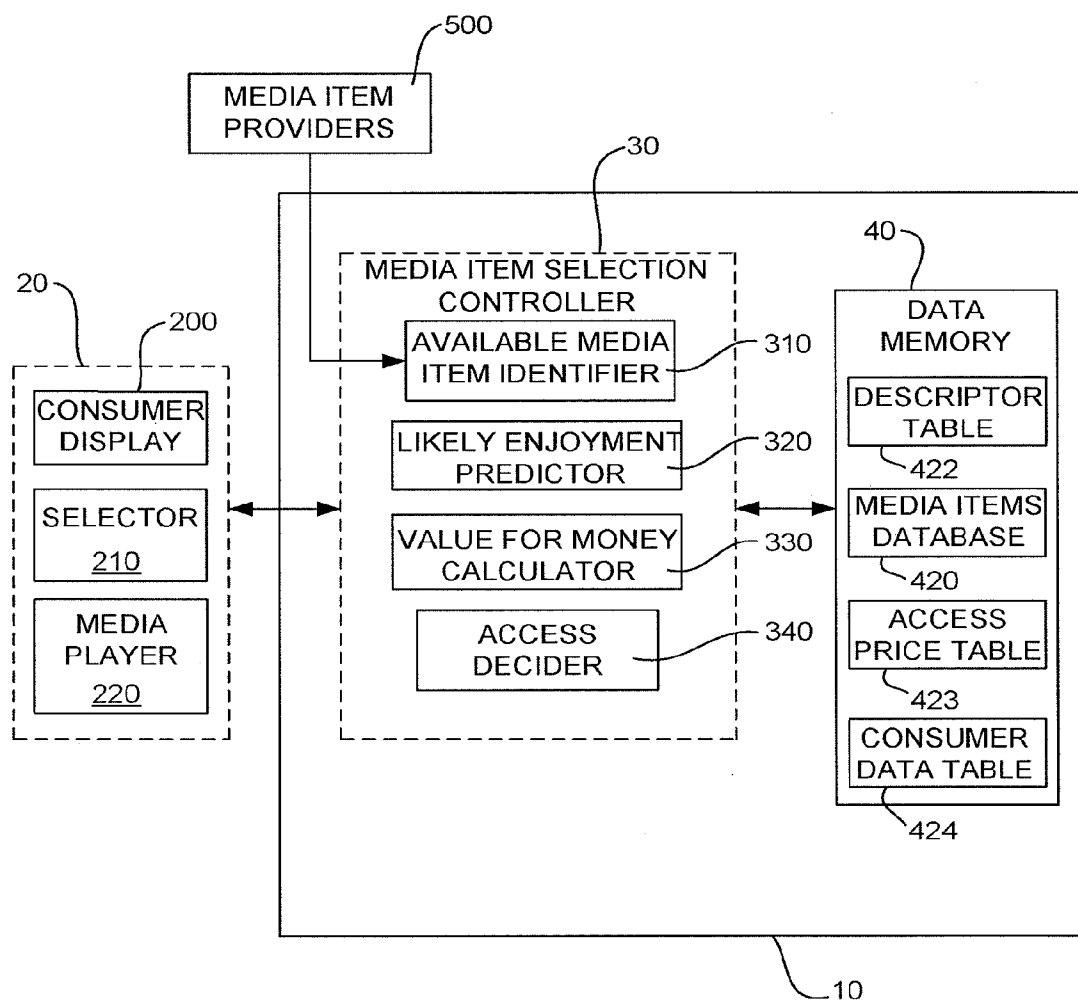 500
MEDIA ITEM
PROVIDERS
30
40
MEDIA ITEM SELECTION
CONTROLLER
DATA
MEMORY
20
200
AVAILABLE MEDIA
ITEM IDENTIFIER
310
CONSUMER
DISPLAY
DESCRIPTOR
TABLE
422
LIKELY ENJOYMENT
PREDICTOR
320
SELECTOR
210
MEDIA ITEMS
DATABASE
420
VALUE FOR MONEY
CALCULATOR
330
MEDIA
PLAYER
220
ACCESS
DECIDER
340
ACCESS
PRICE TABLE
423
CONSUMER
DATA TABLE
424
10